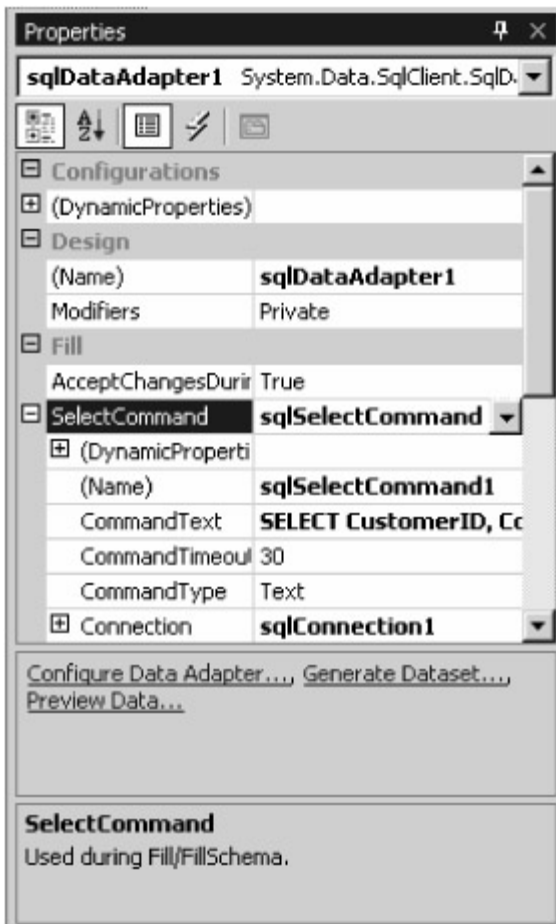 Properties
sqlDataAdapter1 System.Data.SqlClient.SqlD
Configurations
(DynamicProperties)
Design
(Name) sqlDataAdapter1
Modifiers Private
Fill
AcceptChangesDurir True
SelectCommand sqlSelectCommand
(DynamicProperti
(Name) sqlSelectCommand1
CommandText SELECT CustomerID, Co
CommandTimeout 30
CommandType Text
Connection sqlConnection1
Configure Data Adapter..., Generate Dataset...,
Preview Data...
SelectCommand
Used during Fill/FillSchema.